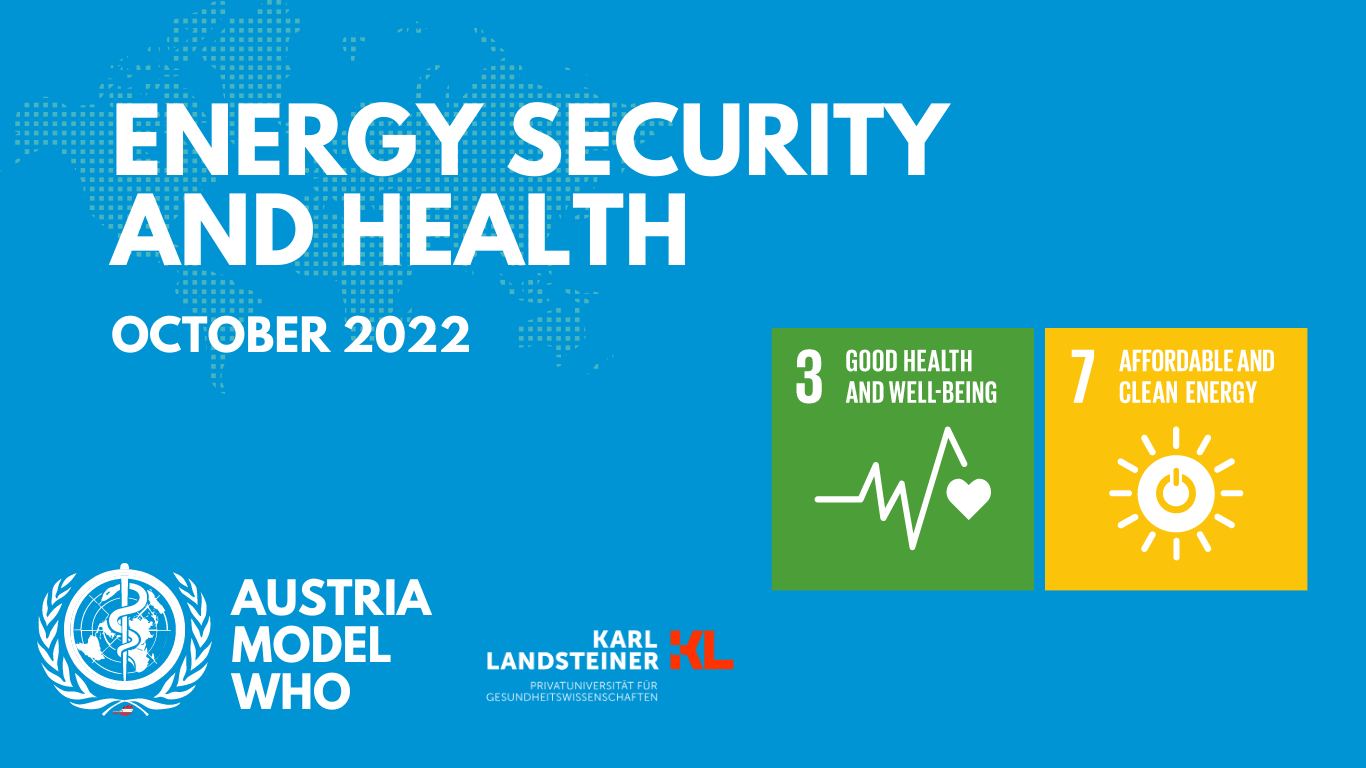 ENERGY SECURITY
AND HEALTH
OCTOBER 2022
3 GOOD HEALTH
AND WELL-BEING
7 AFFORDABLE AND
CLEAN ENERGY
AUSTRIA
MODEL
WHO
KARL
LANDSTEINER KL
PRIVATUNIVERSITÄT FÜR
GESUNDHEITSWISSENSCHAFTEN